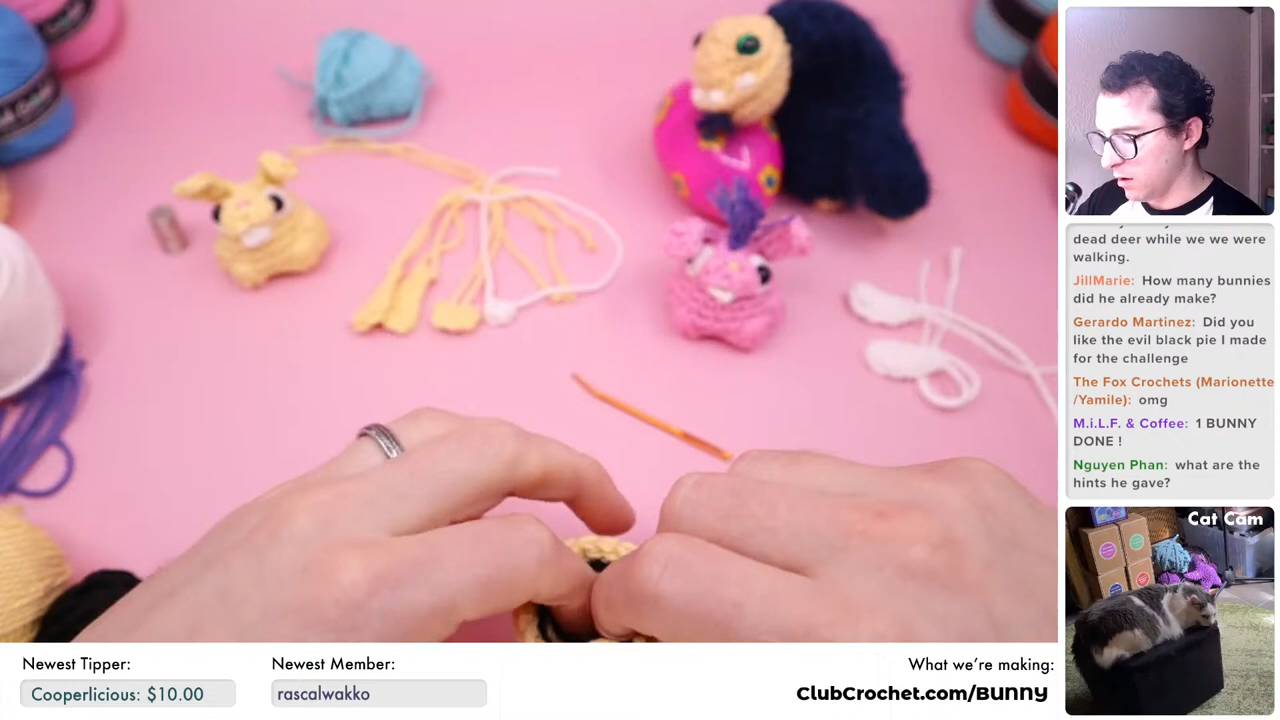 dead deer while we we were
walking.
JillMarie: How many bunnies
did he already make?
Gerardo Martinez: Did you
like the evil black pie I made
for the challenge
The Fox Crochets (Marionette
/Yamile): omg
M.i.L.F. & Coffee: 1 BUNNY
DONE !
Nguyen Phan: what are the
hints he gave?
Cat Cam
Newest Tipper:
Cooperlicious: $10.00
Newest Member:
rascalwakko
What we're making:
ClubCrochet.com/BUNNY